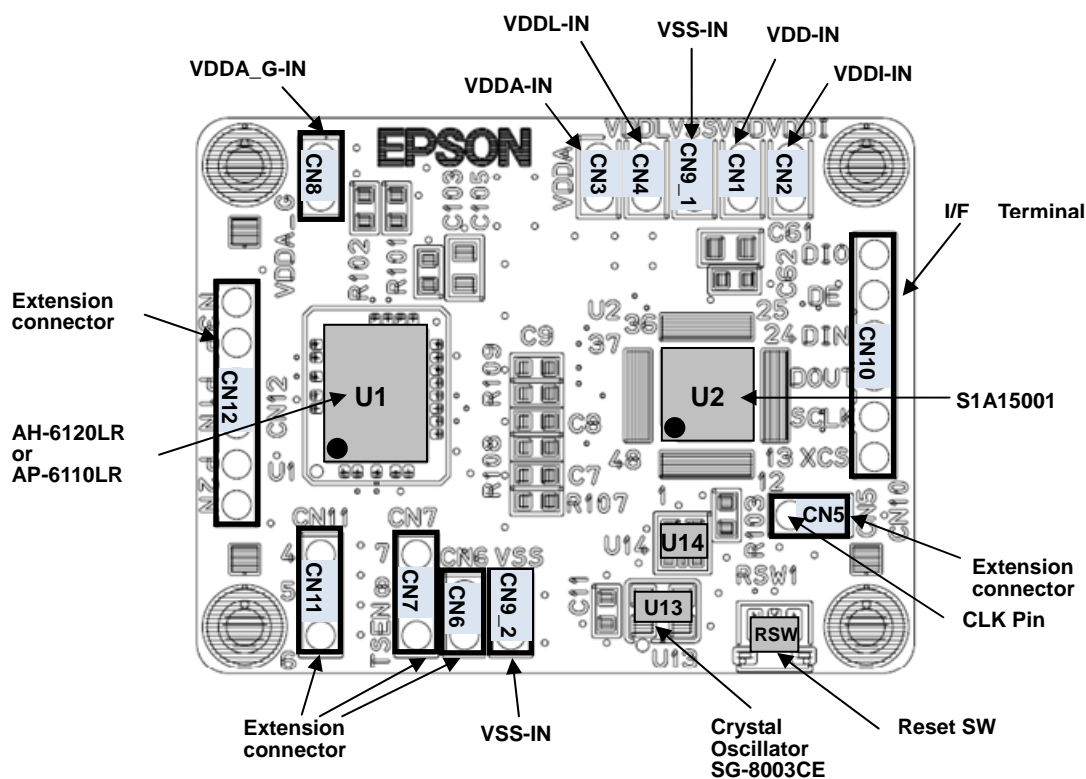 VDDL-IN
VSS-IN
VDD-IN
VDDA_G-IN
VDDA-IN
VDDI-IN
EPSON
VDDL VSS VDD VDDI
VDDA
CN8
CN3
CN4
CN9_1
CN1
CN2
VDDA_G
C103
C105
R102
R101
C61
C62
I/F Terminal
DIO
DE
DIN
DOUT
SCLK
XCS
CN10
CN10
Extension
connector
CN12
CN12
U1
U1
AH-6120LR
or
AP-6110LR
C9
R109
C8
R108
C7
R107
U2
36
37
25
24
U2
S1A15001
48
13
12
1
CN5
CN5
R103
Extension
connector
CLK Pin
CN11
4
5
6
CN11
CN7
7
8
TSEN
CN7
CN6
CN6
VSS
CN9_2
U14
U14
C11
U13
U13
RSW1
RSW
Extension
connector
VSS-IN
Crystal
Oscillator
SG-8003CE
Reset SW